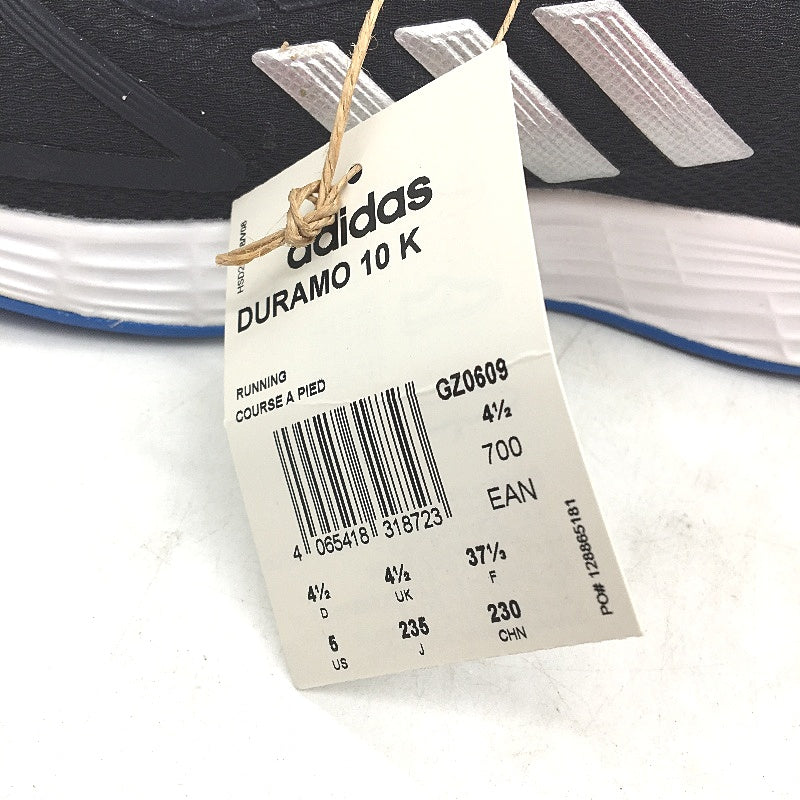 adidas
DURAMO 10 K
RUNNING
COURSE A PIED
GZ0609
4½
700
EAN
4 065418 318723
4½ 4½ 37⅓
D UK F
5 235 230
US J CHN
PO# 128885181